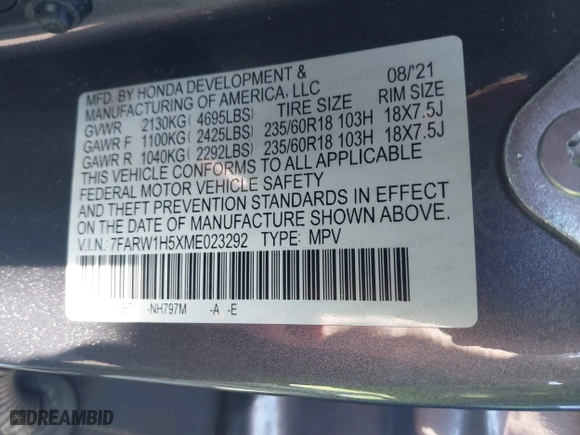 MFD. BY HONDA DEVELOPMENT & 08/'21
MANUFACTURING OF AMERICA, LLC
GVWR 2130KG( 4695LBS) TIRE SIZE RIM SIZE
GAWR F 1100KG( 2425LBS) 235/60R18 103H 18X7.5J
GAWR R 1040KG( 2292LBS) 235/60R18 103H 18X7.5J
THIS VEHICLE CONFORMS TO ALL APPLICABLE
FEDERAL MOTOR VEHICLE SAFETY
AND THEFT PREVENTION STANDARDS IN EFFECT
ON THE DATE OF MANUFACTURE SHOWN ABOVE.
V.I.N.:7FARW1H5XME023292 TYPE: MPV
-NH797M -A -E
DREAMBID